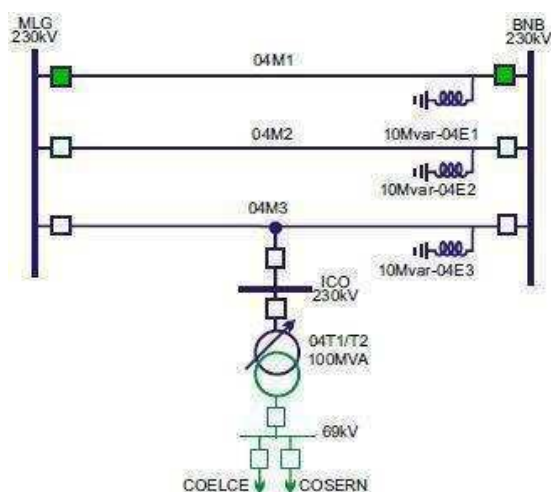 MLG
230kV
BNB
230kV
04M1
10Mvar-04E1
04M2
10Mvar-04E2
04M3
10Mvar-04E3
ICO
230kV
04T1/T2
100MVA
69kV
COELCE
COSERN